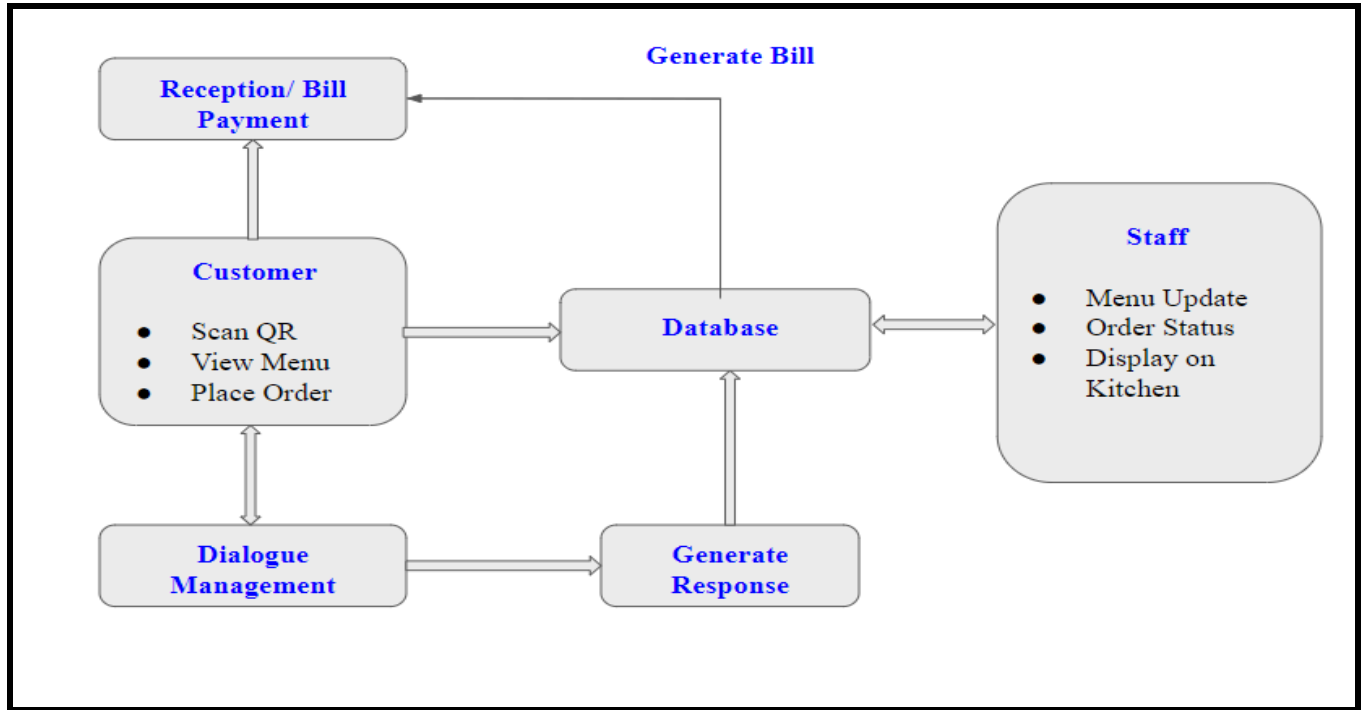 Generate Bill
Reception/ Bill
Payment
Customer
● Scan QR
● View Menu
● Place Order
Database
Staff
● Menu Update
● Order Status
● Display on
Kitchen
Dialogue
Management
Generate
Response